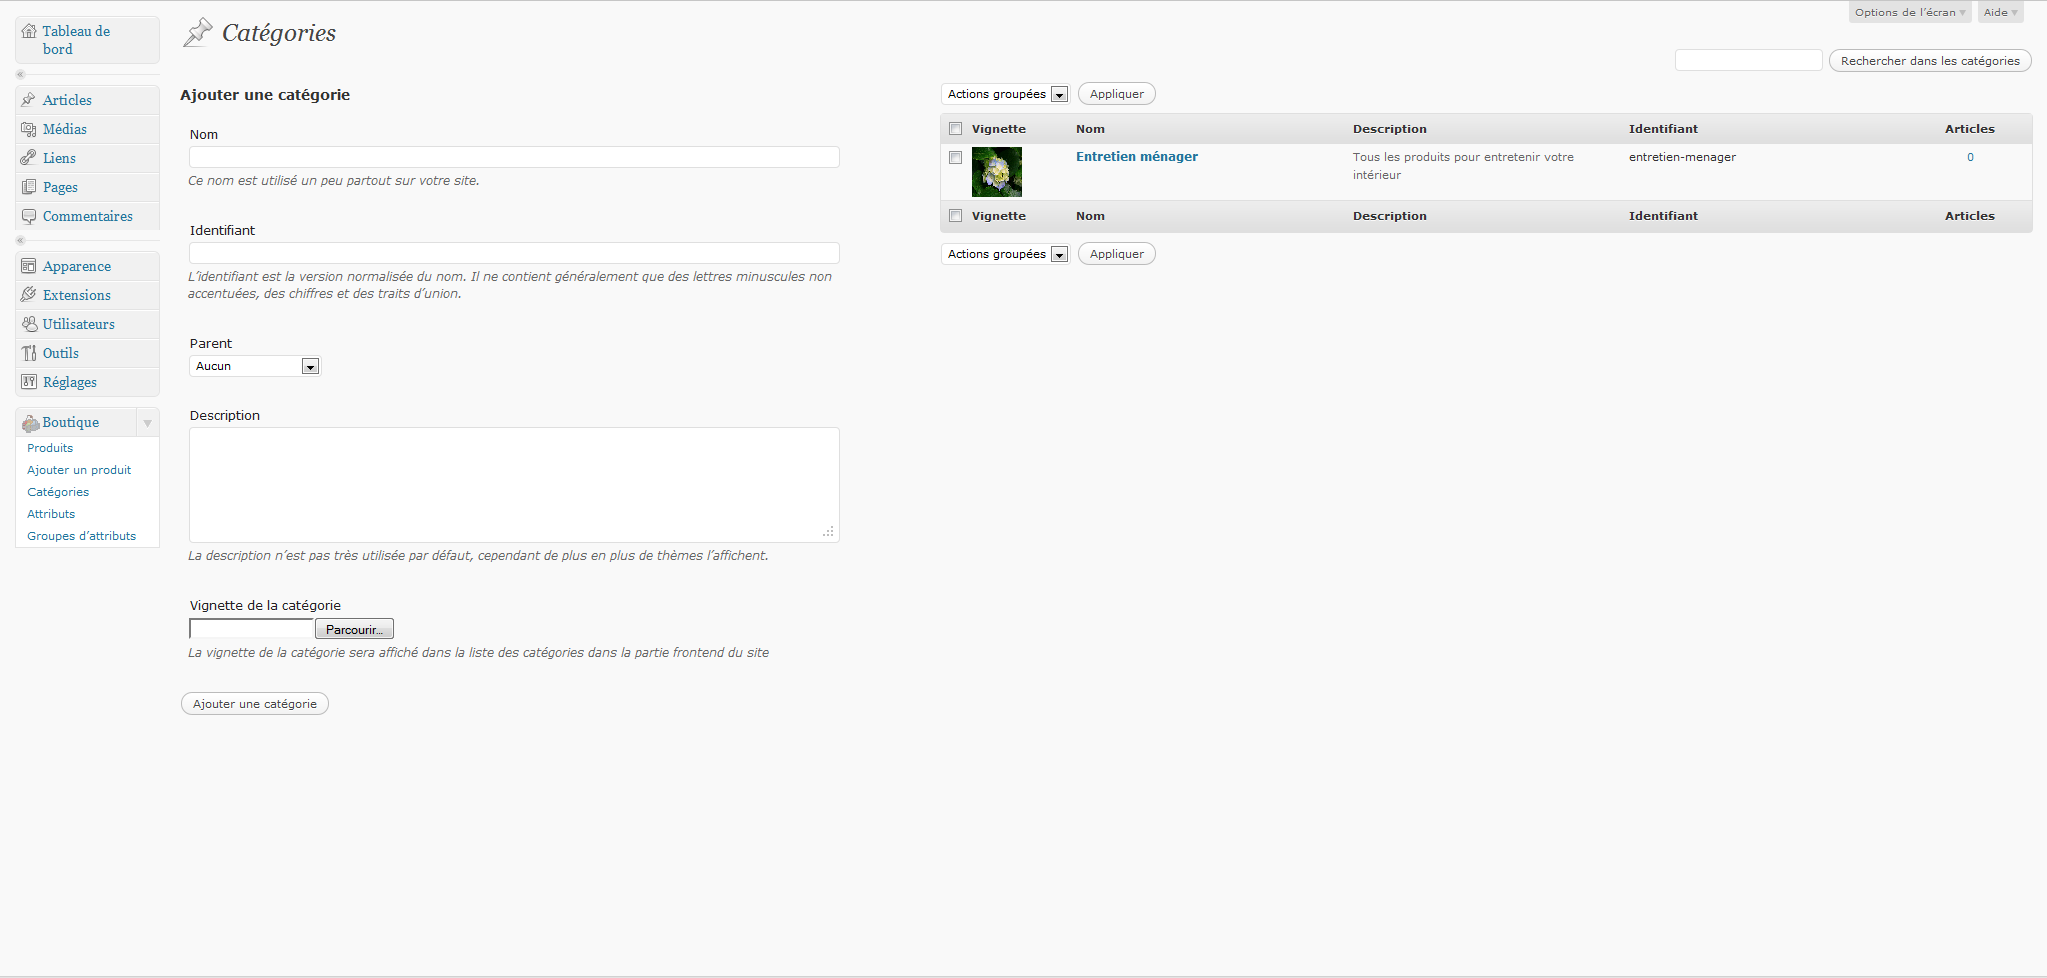 Options de l'écran
Aide
Tableau de
bord
Catégories
Rechercher dans les catégories
Articles
Médias
Liens
Pages
Commentaires
Apparence
Extensions
Utilisateurs
Outils
Réglages
Boutique
Produits
Ajouter un produit
Catégories
Attributs
Groupes d'attributs
Ajouter une catégorie
Nom
Ce nom est utilisé un peu partout sur votre site.
Identifiant
L'identifiant est la version normalisée du nom. Il ne contient généralement que des lettres minuscules non
accentuées, des chiffres et des traits d'union.
Parent
Aucun
Description
La description n'est pas très utilisée par défaut, cependant de plus en plus de thèmes l'affichent.
Vignette de la catégorie
Parcourir...
La vignette de la catégorie sera affiché dans la liste des catégories dans la partie frontend du site
Ajouter une catégorie
Actions groupées Appliquer
Vignette Nom Description Identifiant Articles
Entretien ménager Tous les produits pour entretenir votre entretien-menager 0
intérieur
Vignette Nom Description Identifiant Articles
Actions groupées Appliquer